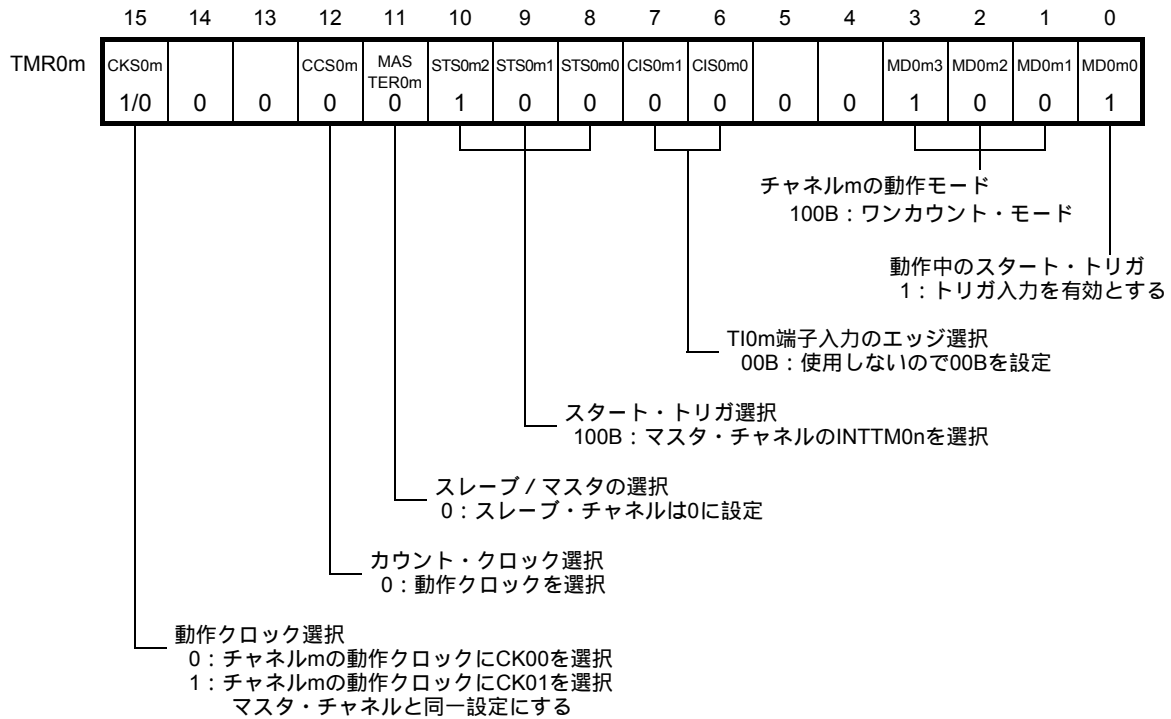 15 14 13 12 11 10 9 8 7 6 5 4 3 2 1 0
TMR0m
CKS0m CCS0m MAS TER0m STS0m2 STS0m1 STS0m0 CIS0m1 CIS0m0 MD0m3 MD0m2 MD0m1 MD0m0
1/0 0 0 0 0 1 0 0 0 0 0 0 1 0 0 1
チャネルmの動作モード
100B：ワンカウント・モード
動作中のスタート・トリガ
1：トリガ入力を有効とする
TI0m端子入力のエッジ選択
00B：使用しないので00Bを設定
スタート・トリガ選択
100B：マスタ・チャネルのINTTM0nを選択
スレーブ／マスタの選択
0：スレーブ・チャネルは0に設定
カウント・クロック選択
0：動作クロックを選択
動作クロック選択
0：チャネルmの動作クロックにCK00を選択
1：チャネルmの動作クロックにCK01を選択
マスタ・チャネルと同一設定にする